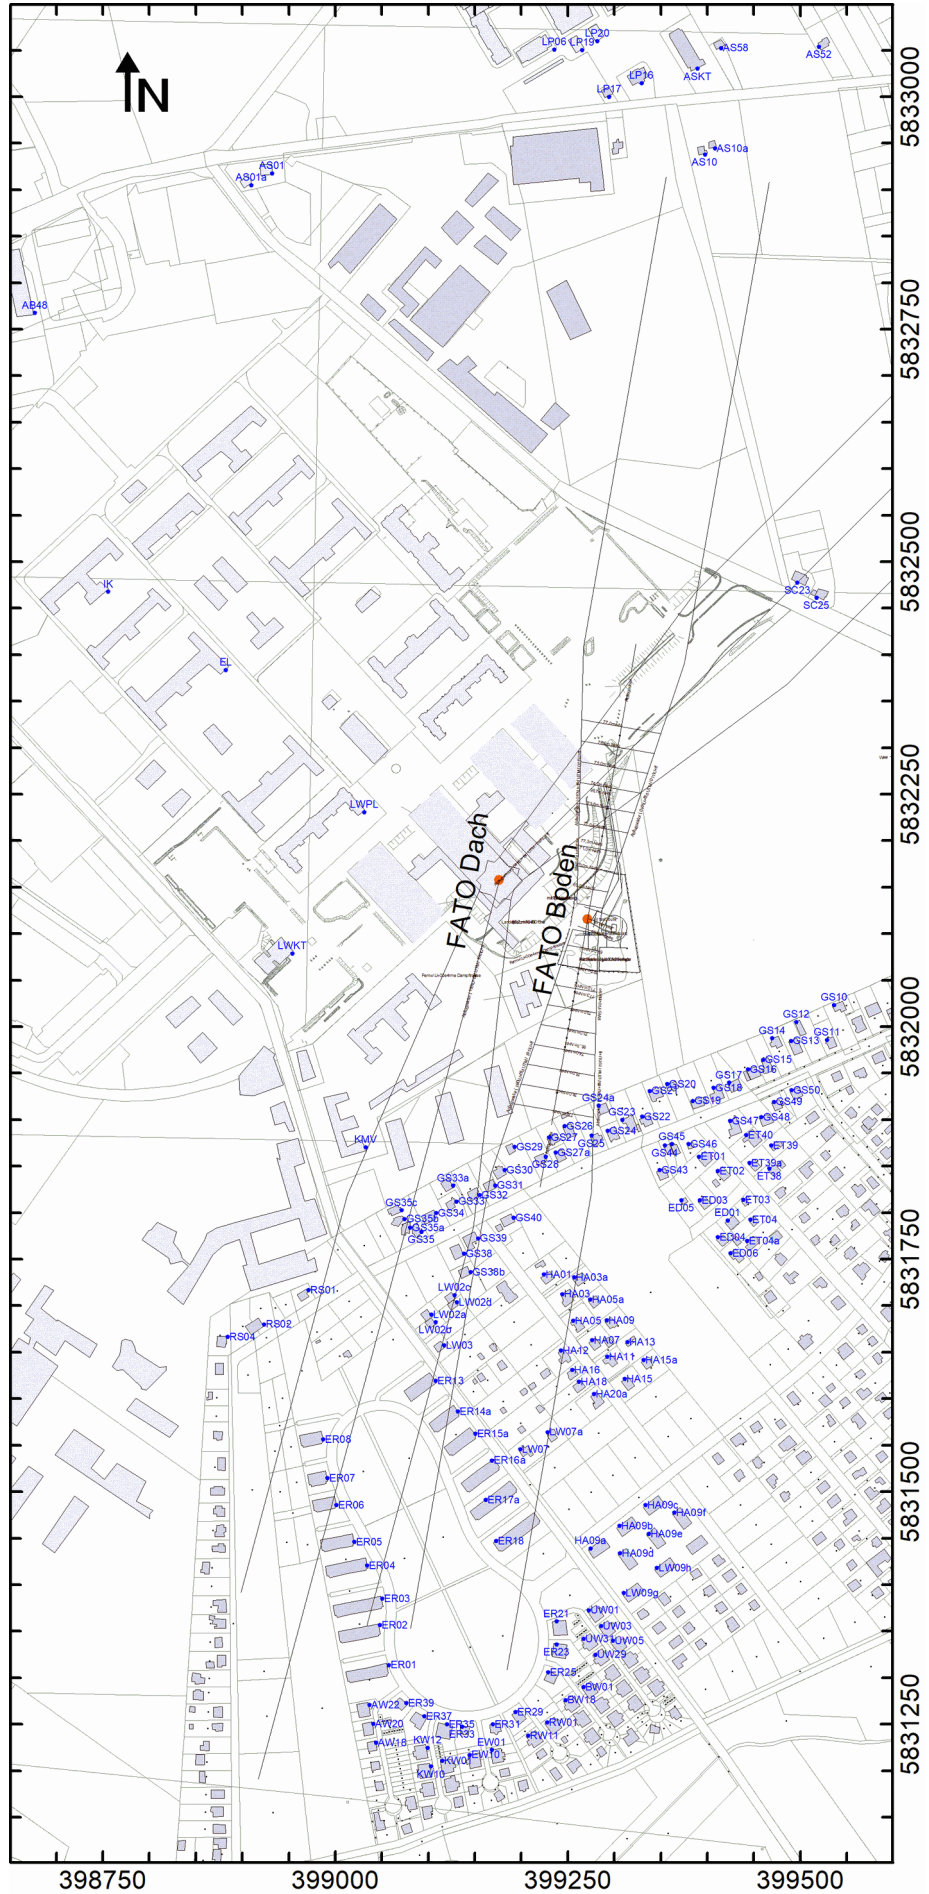 LP20
LP06
LP19
AS58
AS52
ASKT
LP16
LP17
5833000
N
AS10a
AS10
AS01
AS01a
AB48
5832750
5832500
IK
SC23
SC25
EL
LWPL
5832250
FATO Dach
FATO Boden
LWKT
5832000
GS10
GS12
GS14
GS13
GS11
GS15
GS16
GS17
GS20
GS18
GS21
GS19
GS50
GS49
GS24a
GS23
GS22
GS48
GS47
GS26
GS24
GS27
GS25
ET40
GS45
GS46
ET39
GS29
GS27a
GS44
KMV
GS28
ET01
ET39a
GS30
GS43
ET02
ET38
GS33a
GS31
GS32
GS33
ED03
ET03
ED05
GS35c
GS34
GS35b
GS40
ED01
ET04
GS35a
GS35
GS39
ED04
ET04a
GS38
ED06
5831750
GS38b
HA01
HA03a
RS01
LW02c
HA03
LW02d
HA05a
LW02a
RS02
HA05
HA09
RS04
HA07
HA13
LW03
HA12
HA11
HA15a
HA16
ER13
HA18
HA15
HA20a
ER14a
ER08
ER15a
LW07a
LW07
ER16a
5831500
ER07
ER17a
ER06
HA09c
HA09f
HA09b
HA09e
ER05
ER18
HA09a
HA09d
ER04
LW09h
ER03
LW09g
UW01
ER02
ER21
UW03
UW31
UW05
ER23
UW29
ER01
ER25
BW01
5831250
AW22
ER39
BW18
ER37
ER29
AW20
ER35
ER31
RW01
ER33
RW11
AW18
KW12
EW01
EW10
KW10
398750
399000
399250
399500